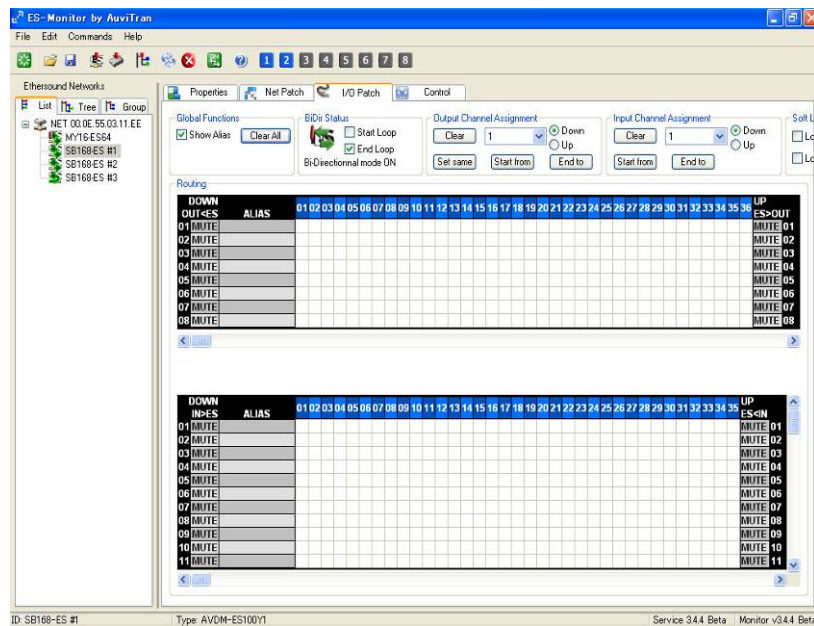 ES-Monitor by AuviTran
File Edit Commands Help
1 2 3 4 5 6 7 8
Ethersound Networks
List Tree Group
NET 00.0E.55.03.11.EE
MY16-ES64
SB168-ES #1
SB168-ES #2
SB168-ES #3
Properties Net Patch I/O Patch Control
Global Functions
Show Alias Clear All
BiDir Status
Start Loop
End Loop
Bi-Directionnal mode ON
Output Channel Assignment
Clear 1 Down
Up
Set same Start from End to
Input Channel Assignment
Clear 1 Down
Up
Start from End to
Soft L
Lo
Lo
Routing
DOWN UP
OUT<ES ALIAS 01 02 03 04 05 06 07 08 09 10 11 12 13 14 15 16 17 18 19 20 21 22 23 24 25 26 27 28 29 30 31 32 33 34 35 36 ES>OUT
01 MUTE MUTE 01
02 MUTE MUTE 02
03 MUTE MUTE 03
04 MUTE MUTE 04
05 MUTE MUTE 05
06 MUTE MUTE 06
07 MUTE MUTE 07
08 MUTE MUTE 08
DOWN UP
IN>ES ALIAS 01 02 03 04 05 06 07 08 09 10 11 12 13 14 15 16 17 18 19 20 21 22 23 24 25 26 27 28 29 30 31 32 33 34 35 ES<IN
01 MUTE MUTE 01
02 MUTE MUTE 02
03 MUTE MUTE 03
04 MUTE MUTE 04
05 MUTE MUTE 05
06 MUTE MUTE 06
07 MUTE MUTE 07
08 MUTE MUTE 08
09 MUTE MUTE 09
10 MUTE MUTE 10
11 MUTE MUTE 11
ID: SB168-ES #1 Type: AVDM-ES100Y1 Service 3.4.4 Beta Monitor v3.4.4 Beta